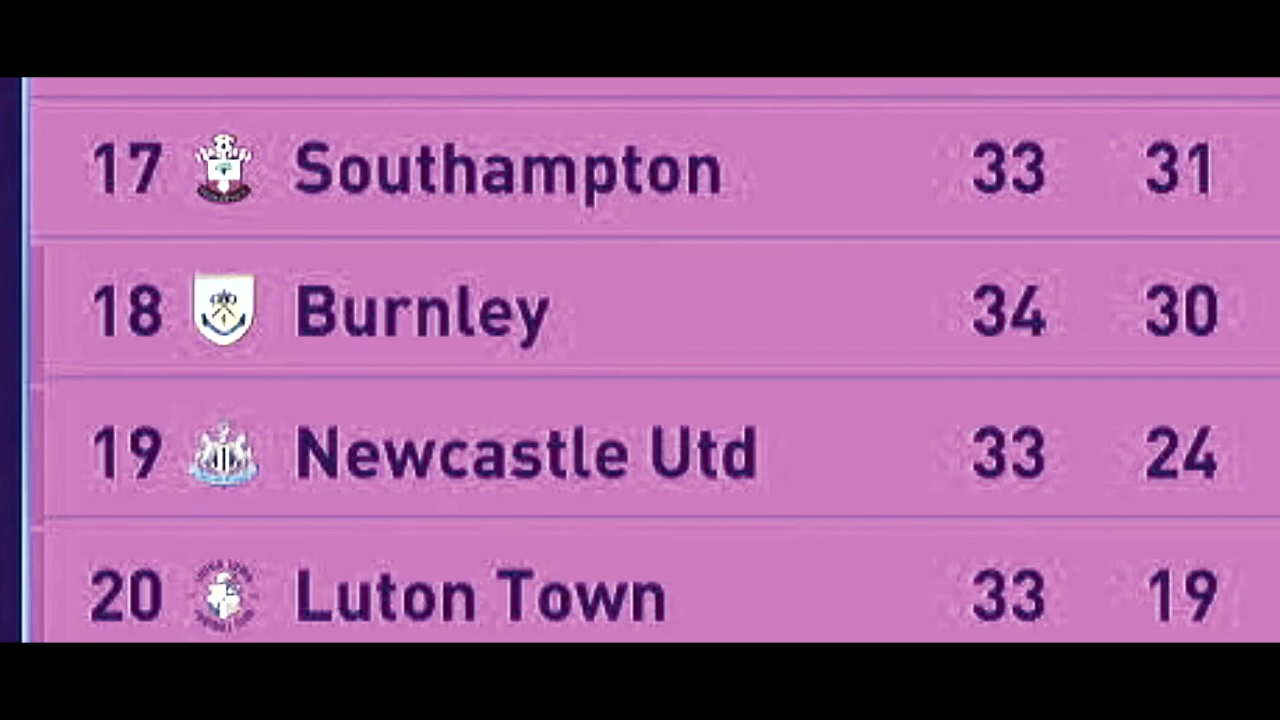 17 Southampton 33 31
18 Burnley 34 30
19 Newcastle Utd 33 24
20 Luton Town 33 19